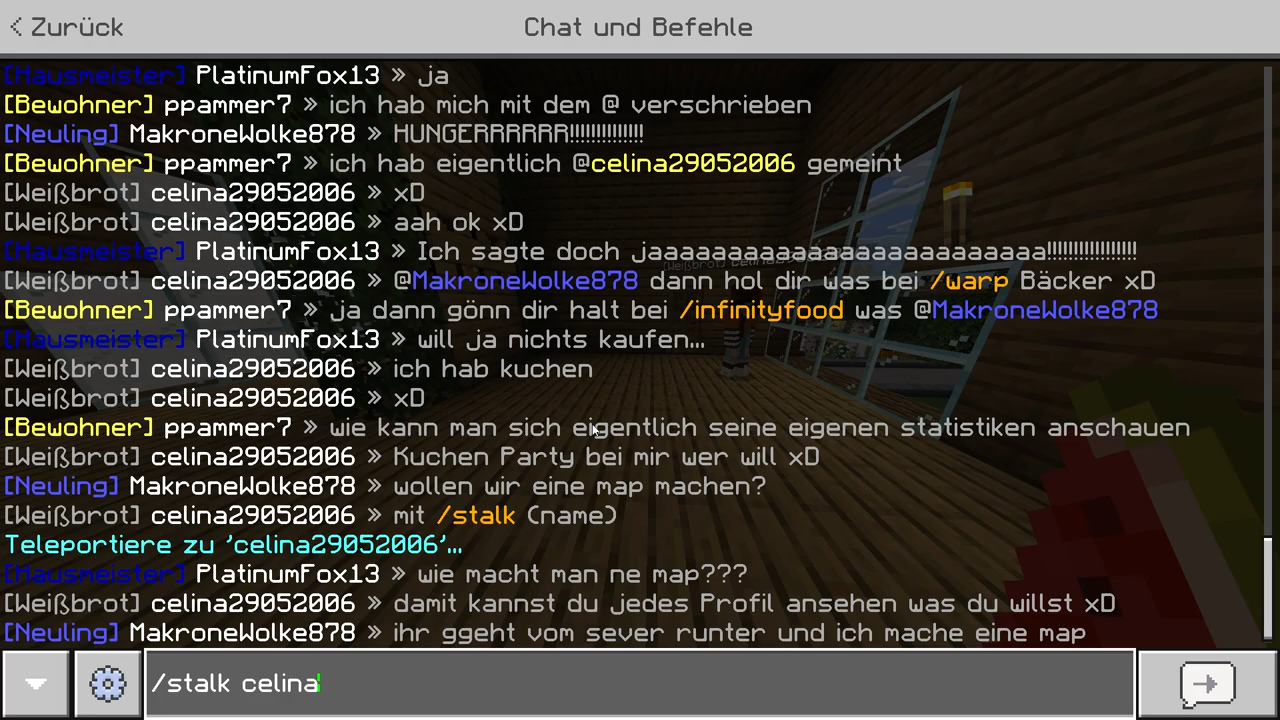 Zurück
Chat und Befehle
[Hausmeister] PlatinumFox13 » ja
[Bewohner] ppammer7 » ich hab mich mit dem @ verschrieben
[Neuling] MakroneWolke878 » HUNGERRRRRR!!!!!!!!!!!!!!
[Bewohner] ppammer7 » ich hab eigentlich @celina29052006 gemeint
[Weißbrot] celina29052006 » xD
[Weißbrot] celina29052006 » aah ok xD
[Hausmeister] PlatinumFox13 » Ich sagte doch jaaaaaaaaaaaaaaaaaaaaaaaaa!!!!!!!!!!!!!!!!!
[Weißbrot] celina29052006 » @MakroneWolke878 dann hol dir was bei /warp Bäcker xD
[Bewohner] ppammer7 » ja dann gönn dir halt bei /infinityfood was @MakroneWolke878
[Hausmeister] PlatinumFox13 » will ja nichts kaufen...
[Weißbrot] celina29052006 » ich hab kuchen
[Weißbrot] celina29052006 » xD
[Bewohner] ppammer7 » wie kann man sich eigentlich seine eigenen statistiken anschauen
[Weißbrot] celina29052006 » Kuchen Party bei mir wer will xD
[Neuling] MakroneWolke878 » wollen wir eine map machen?
[Weißbrot] celina29052006 » mit /stalk (name)
Teleportiere zu 'celina29052006'...
[Hausmeister] PlatinumFox13 » wie macht man ne map???
[Weißbrot] celina29052006 » damit kannst du jedes Profil ansehen was du willst xD
[Neuling] MakroneWolke878 » ihr ggeht vom sever runter und ich mache eine map
/stalk celina